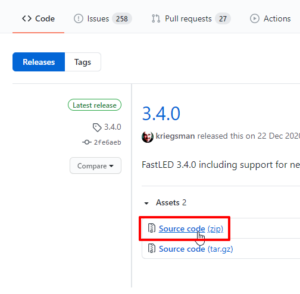 Code Issues 258 Pull requests 27 Actions
Releases Tags
Latest release
3.4.0
2fe6aeb
Compare
3.4.0
kriegsman released this on 22 Dec 202
FastLED 3.4.0 including support for ne
Assets 2
Source code (zip)
Source code (tar.gz)